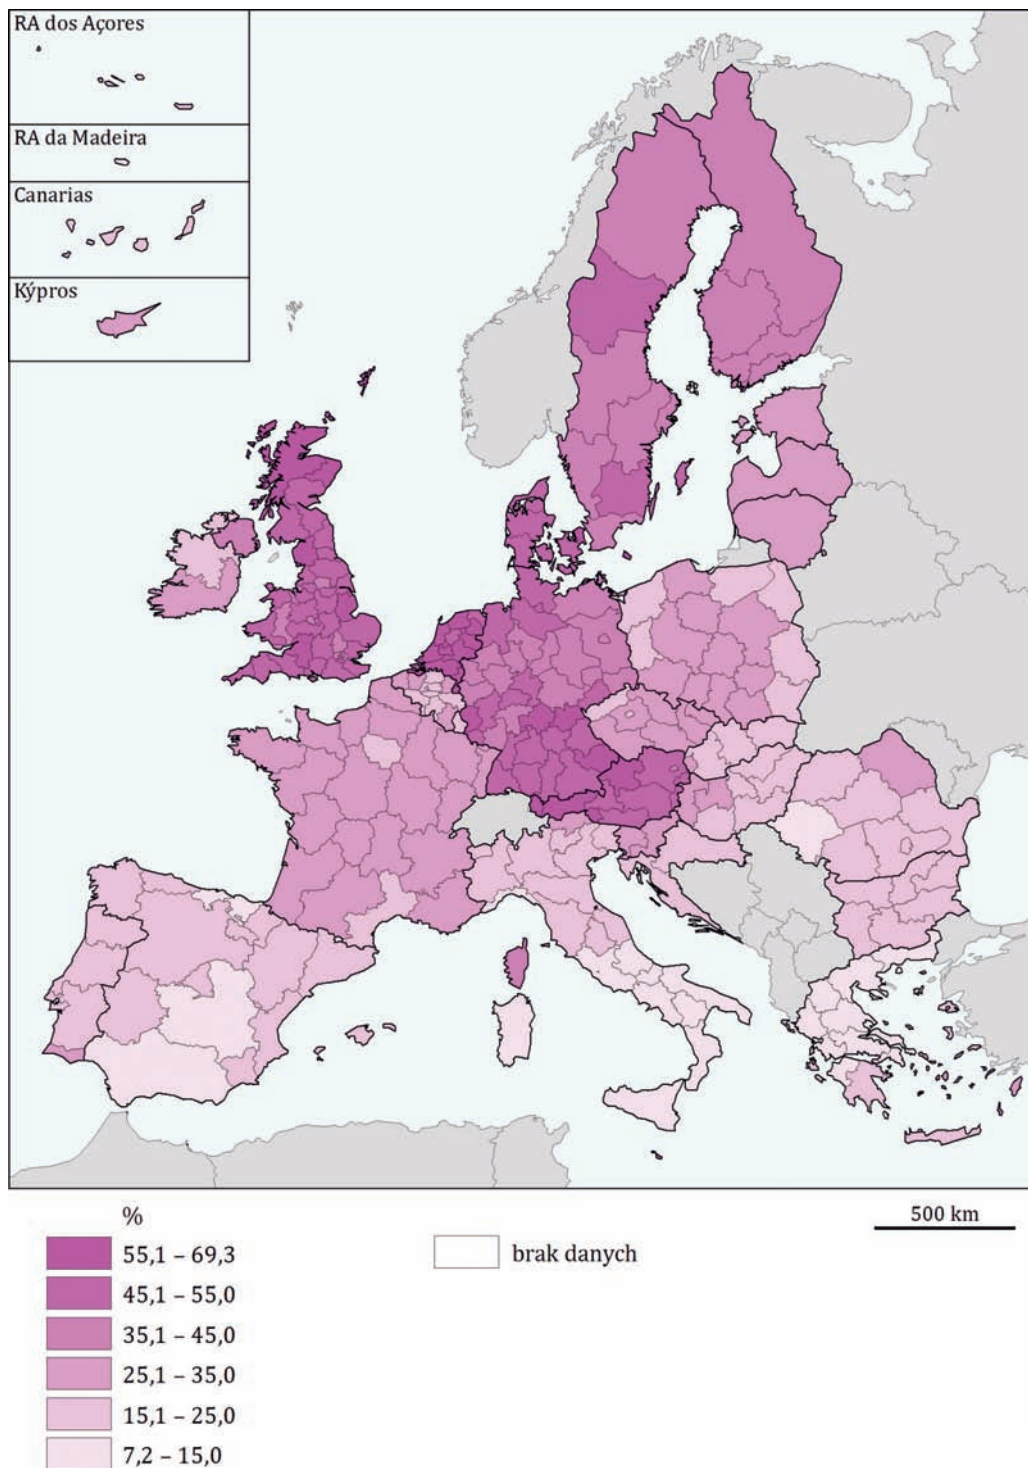 RA dos Açores
RA da Madeira
Canarias
Kýpros
%
500 km
55,1 – 69,3
brak danych
45,1 – 55,0
35,1 – 45,0
25,1 – 35,0
15,1 – 25,0
7,2 – 15,0